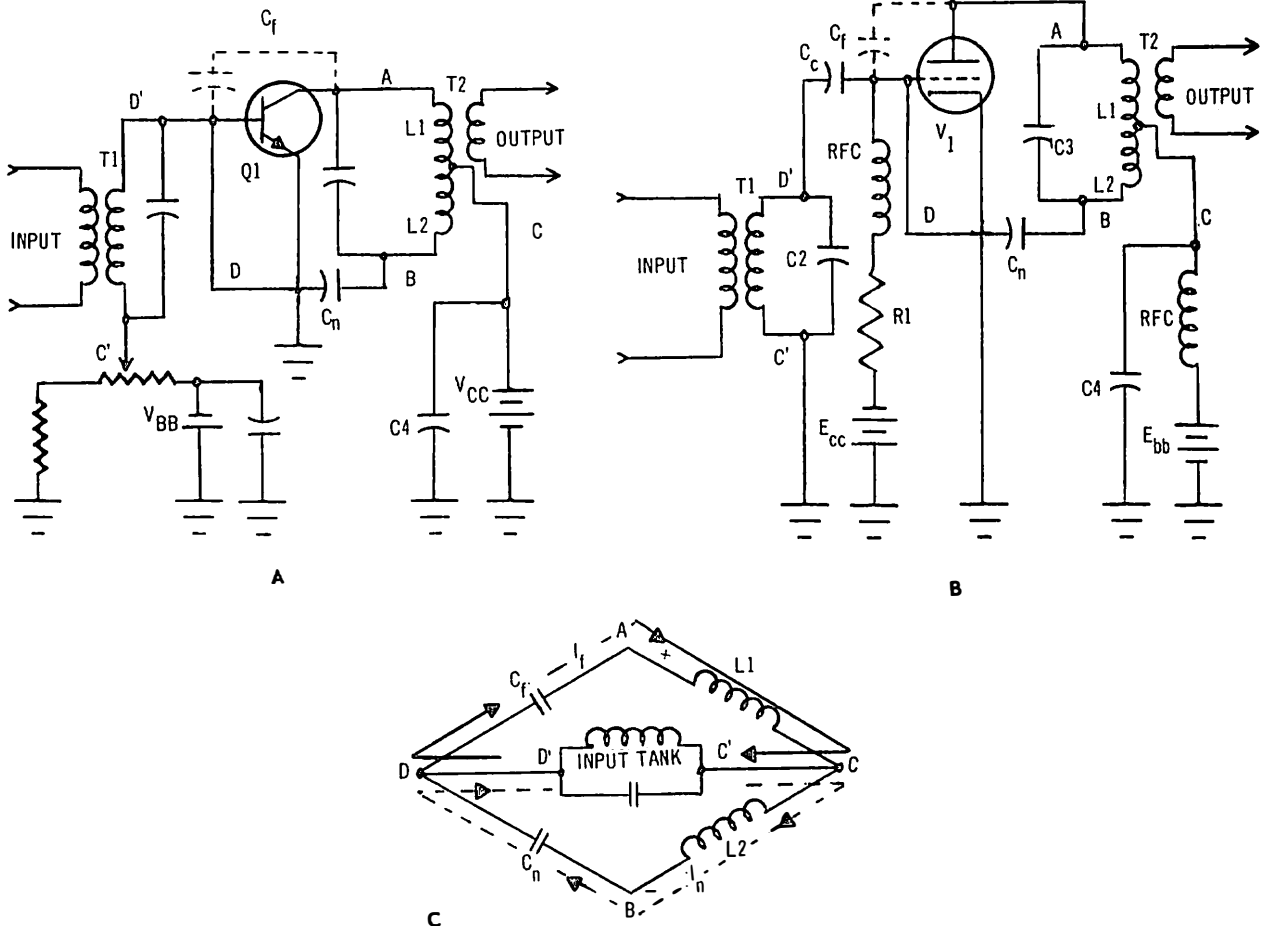 C_f
D'
A
T2
L1
OUTPUT
T1
Q1
INPUT
L2
C
D
B
C_n
C'
V_BB
V_CC
C4
A
A
T2
C_f
C_c
L1
OUTPUT
V_1
C3
RFC
T1
D'
L2
D
B
C
INPUT
C2
C_n
R1
RFC
C'
C4
E_cc
E_bb
B
A
I_f
+
L1
C_f
D'
INPUT TANK
C'
D
C
C_n
L2
I_n
B
-
C